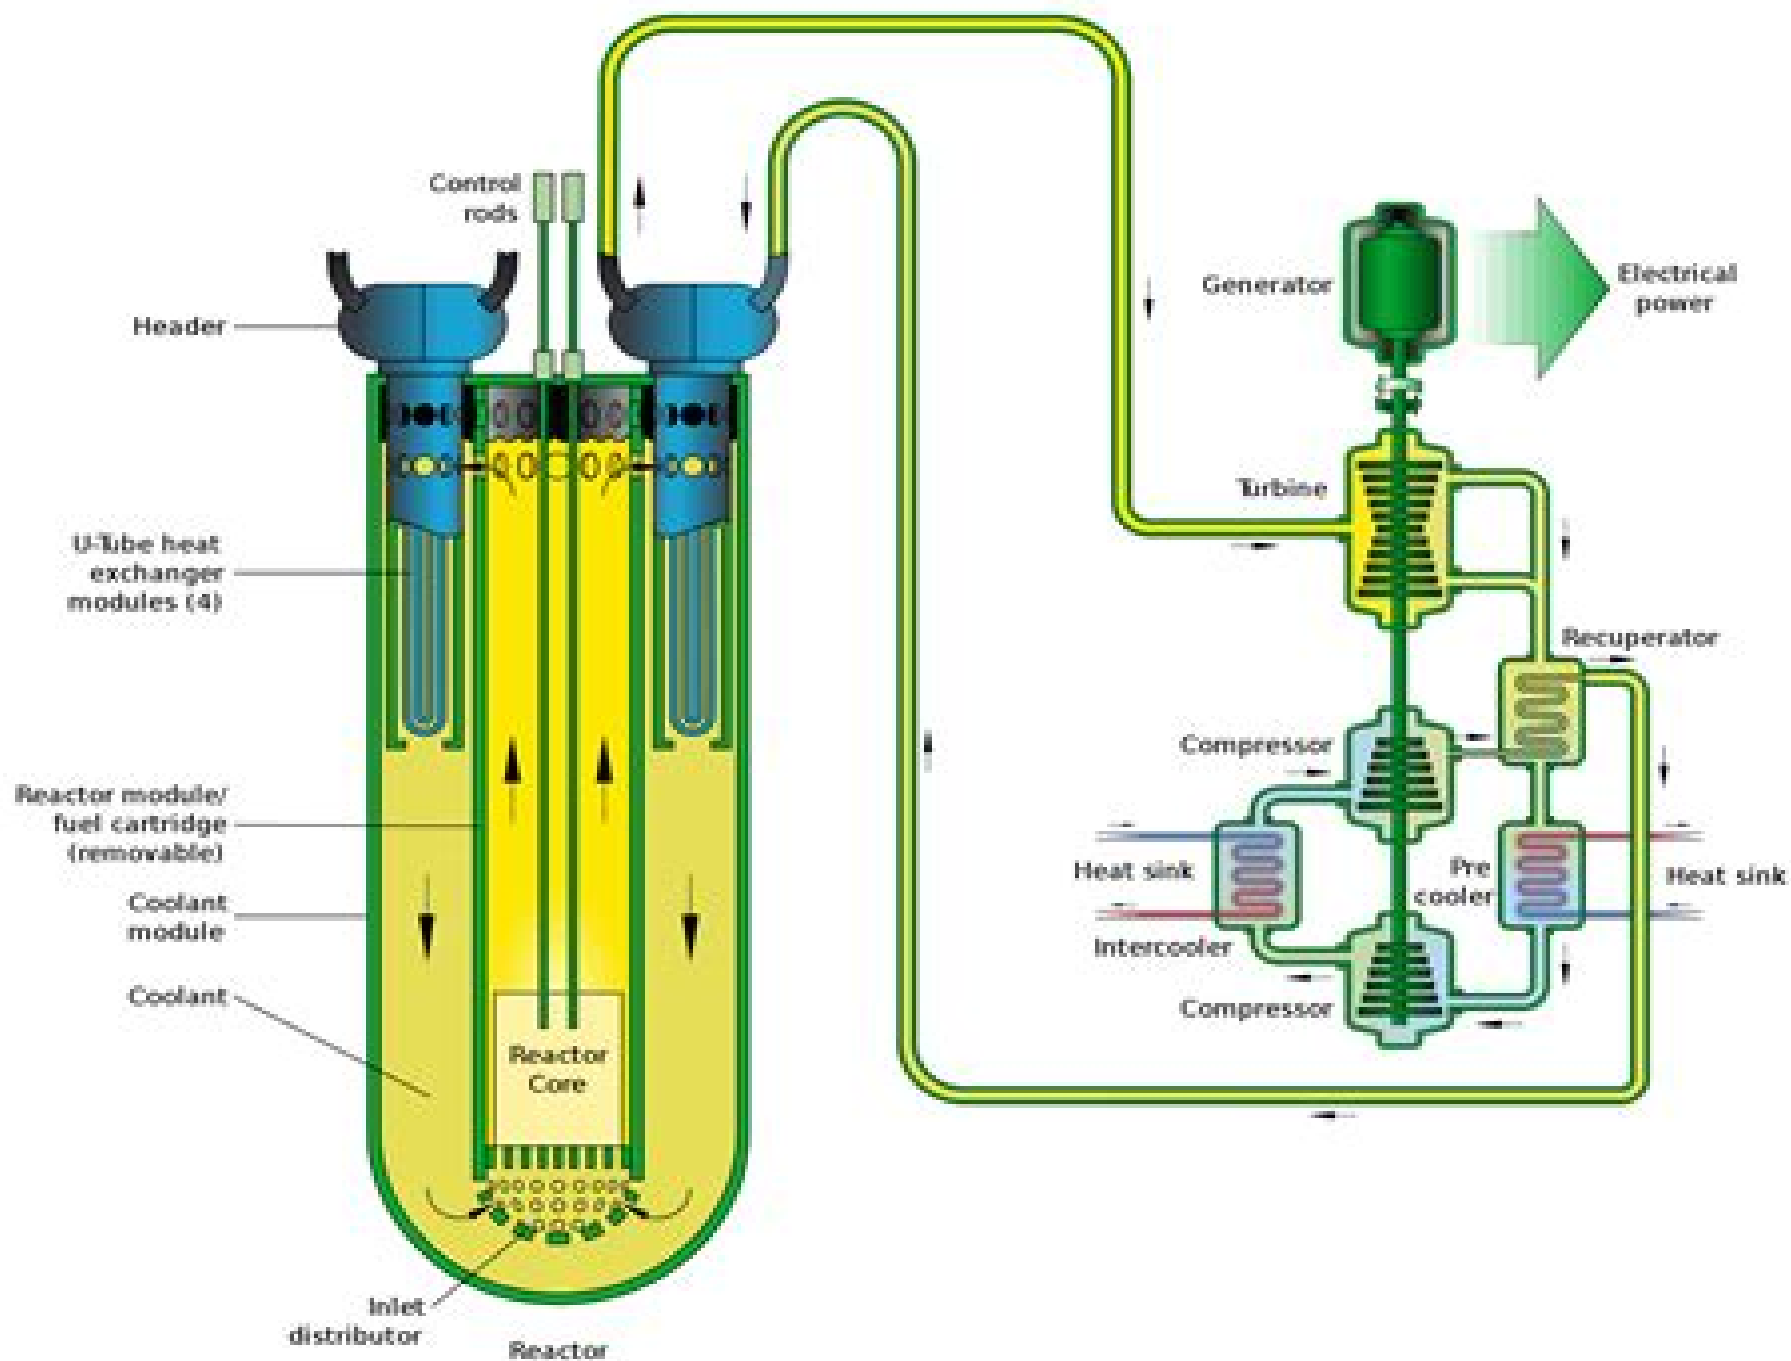 Control
rods
Header
U-Tube heat
exchanger
modules (4)
Reactor module/
fuel cartridge
(removable)
Coolant
module
Coolant
Reactor
Core
Inlet
distributor
Reactor
Generator
Electrical
power
Turbine
Recuperator
Compressor
Heat sink
Pre
cooler
Heat sink
Intercooler
Compressor